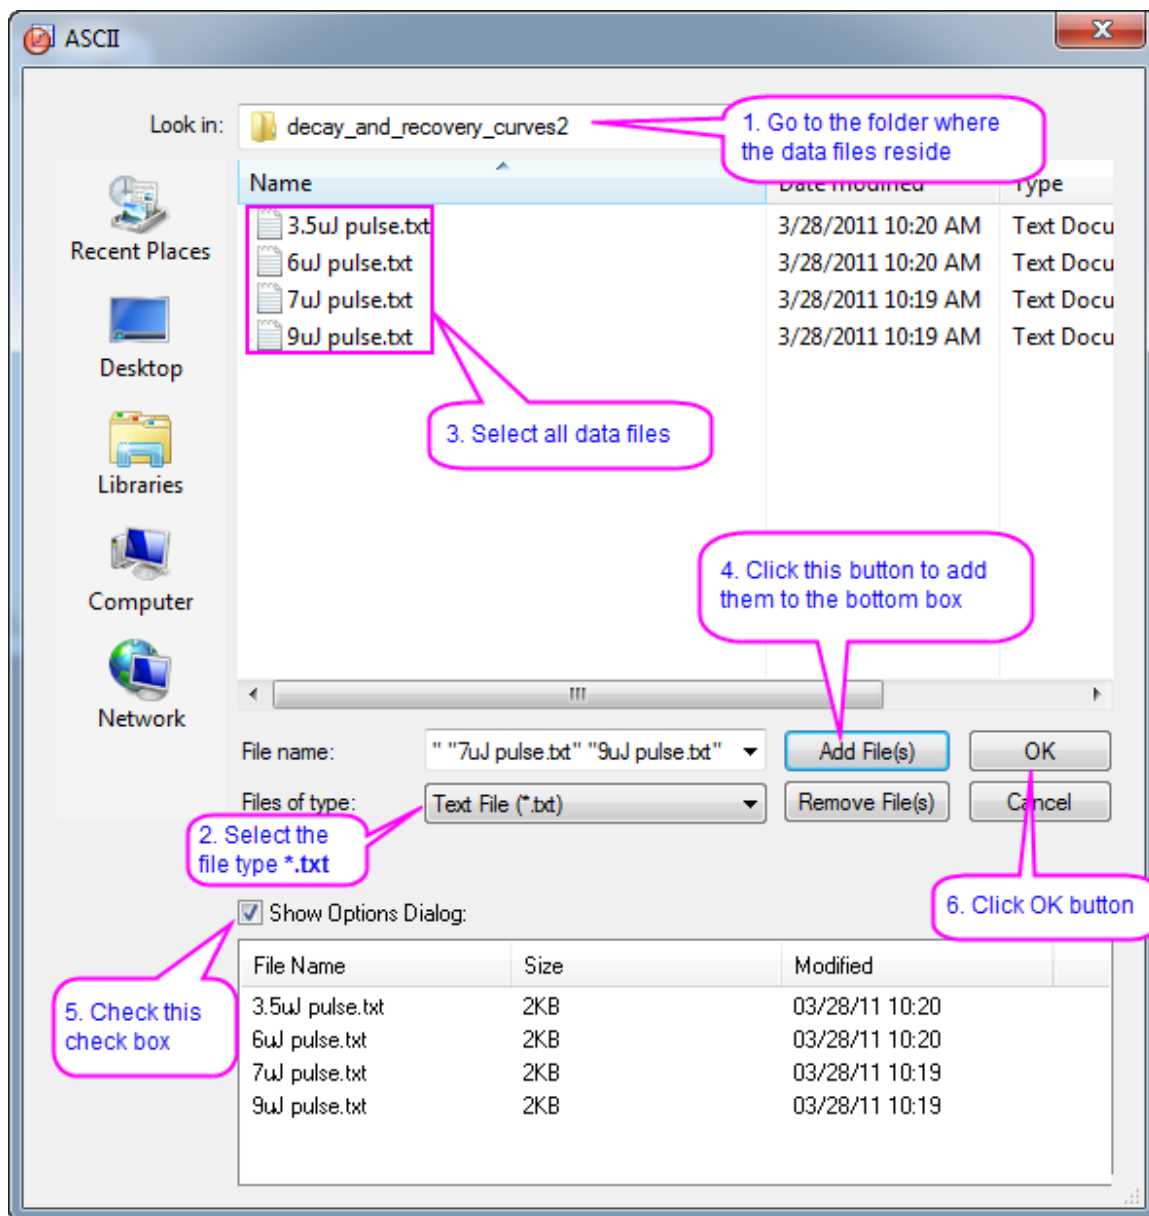 ASCII
Look in:
decay_and_recovery_curves2
1. Go to the folder where
the data files reside
Name
Date modified
Type
3.5uJ pulse.txt
3/28/2011 10:20 AM
Text Docu
6uJ pulse.txt
3/28/2011 10:20 AM
Text Docu
7uJ pulse.txt
3/28/2011 10:19 AM
Text Docu
9uJ pulse.txt
3/28/2011 10:19 AM
Text Docu
Recent Places
Desktop
Libraries
Computer
Network
3. Select all data files
4. Click this button to add
them to the bottom box
File name:
" "7uJ pulse.txt" "9uJ pulse.txt"
Add File(s)
OK
Files of type:
Text File (*.txt)
Remove File(s)
Cancel
2. Select the
file type *.txt
6. Click OK button
Show Options Dialog:
5. Check this
check box
File Name
Size
Modified
3.5uJ pulse.txt
2KB
03/28/11 10:20
6uJ pulse.txt
2KB
03/28/11 10:20
7uJ pulse.txt
2KB
03/28/11 10:19
9uJ pulse.txt
2KB
03/28/11 10:19